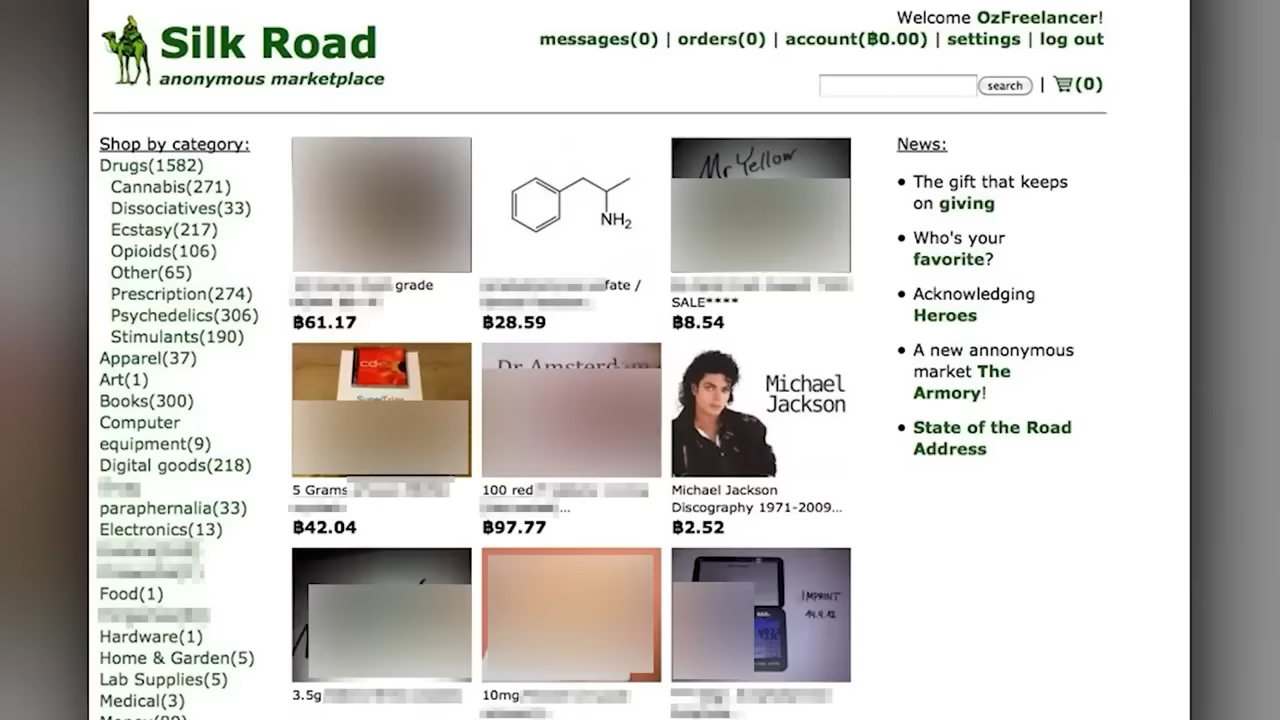 Silk Road
anonymous marketplace
Welcome OzFreelancer!
messages(0) | orders(0) | account(฿0.00) | settings | log out
search | (0)
Shop by category:
Drugs(1582)
Cannabis(271)
Dissociatives(33)
Ecstasy(217)
Opioids(106)
Other(65)
Prescription(274)
Psychedelics(306)
Stimulants(190)
Apparel(37)
Art(1)
Books(300)
Computer
equipment(9)
Digital goods(218)
paraphernalia(33)
Electronics(13)
Food(1)
Hardware(1)
Home & Garden(5)
Lab Supplies(5)
Medical(3)
grade
฿61.17
NH₂
fate /
฿28.59
Mr Yellow
SALE****
฿8.54
5 Grams
฿42.04
Dr Amsterdam
100 red
...
฿97.77
Michael
Jackson
Michael Jackson
Discography 1971-2009...
฿2.52
3.5g
10mg
IMPRINT
14.4.12
News:
• The gift that keeps
on giving
• Who's your
favorite?
• Acknowledging
Heroes
• A new annonymous
market The
Armory!
• State of the Road
Address